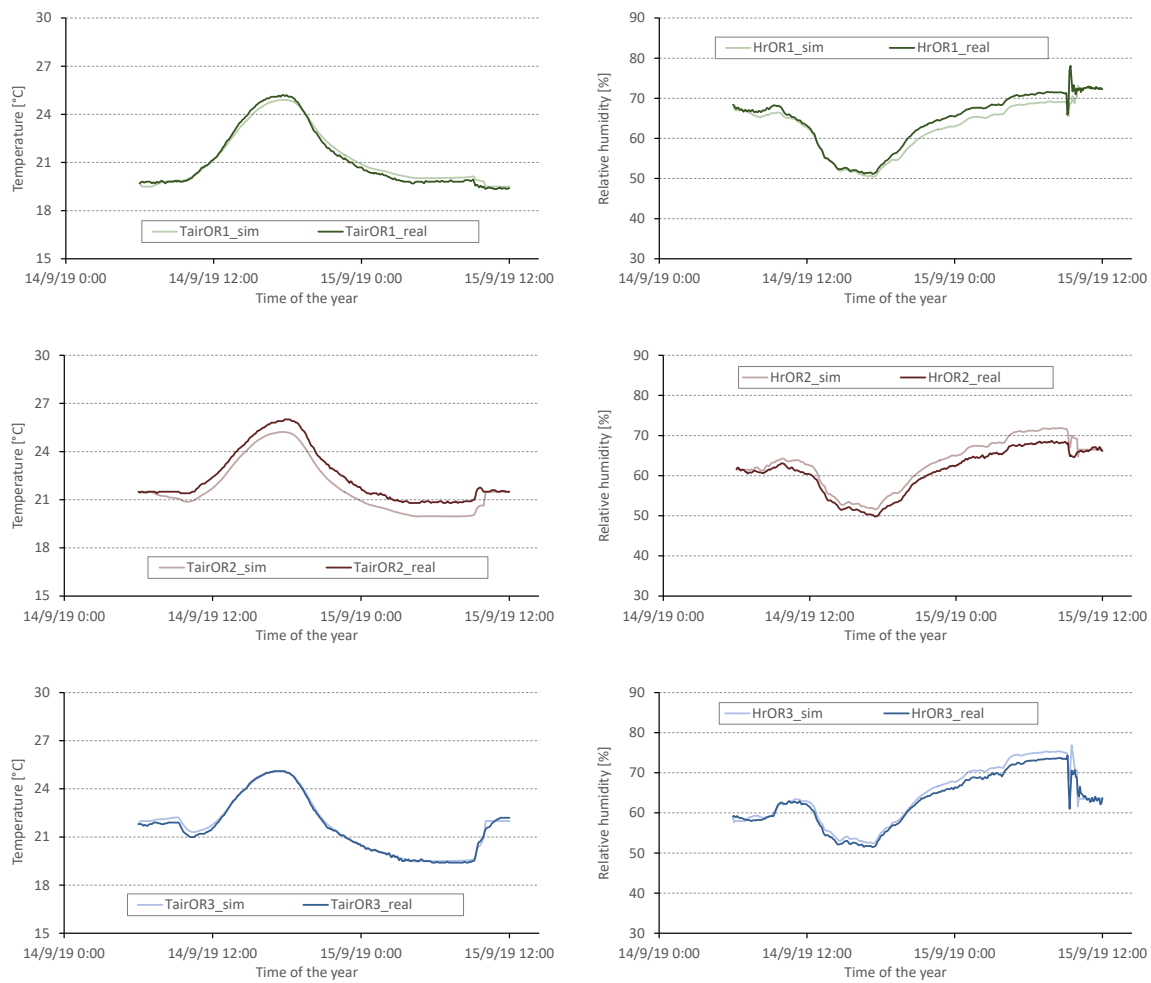 30
27
24
21
18
15
Temperature [°C]
TairOR1_sim TairOR1_real
14/9/19 0:00 14/9/19 12:00 15/9/19 0:00 15/9/19 12:00
Time of the year
90
80
70
60
50
40
30
Relative humidity [%]
HrOR1_sim HrOR1_real
14/9/19 0:00 14/9/19 12:00 15/9/19 0:00 15/9/19 12:00
Time of the year
30
27
24
21
18
15
Temperature [°C]
TairOR2_sim TairOR2_real
14/9/19 0:00 14/9/19 12:00 15/9/19 0:00 15/9/19 12:00
Time of the year
90
80
70
60
50
40
30
Relative humidity [%]
HrOR2_sim HrOR2_real
14/9/19 0:00 14/9/19 12:00 15/9/19 0:00 15/9/19 12:00
Time of the year
30
27
24
21
18
15
Temperature [°C]
TairOR3_sim TairOR3_real
14/9/19 0:00 14/9/19 12:00 15/9/19 0:00 15/9/19 12:00
Time of the year
90
80
70
60
50
40
30
Relative humidity [%]
HrOR3_sim HrOR3_real
14/9/19 0:00 14/9/19 12:00 15/9/19 0:00 15/9/19 12:00
Time of the year